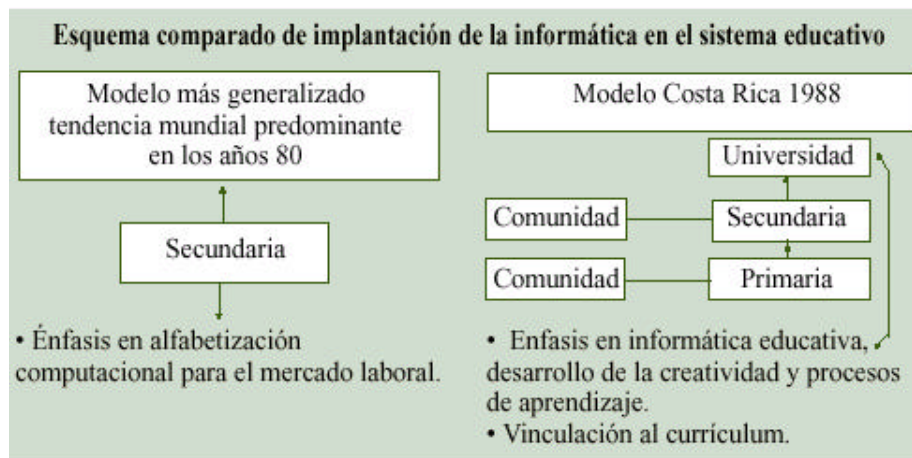 Esquema comparado de implantación de la informática en el sistema educativo
Modelo más generalizado
tendencia mundial predominante
en los años 80
Secundaria
• Énfasis en alfabetización
computacional para el mercado laboral.
Modelo Costa Rica 1988
Universidad
Comunidad
Secundaria
Comunidad
Primaria
• Enfasis en informática educativa,
desarrollo de la creatividad y procesos
de aprendizaje.
• Vinculación al currículum.